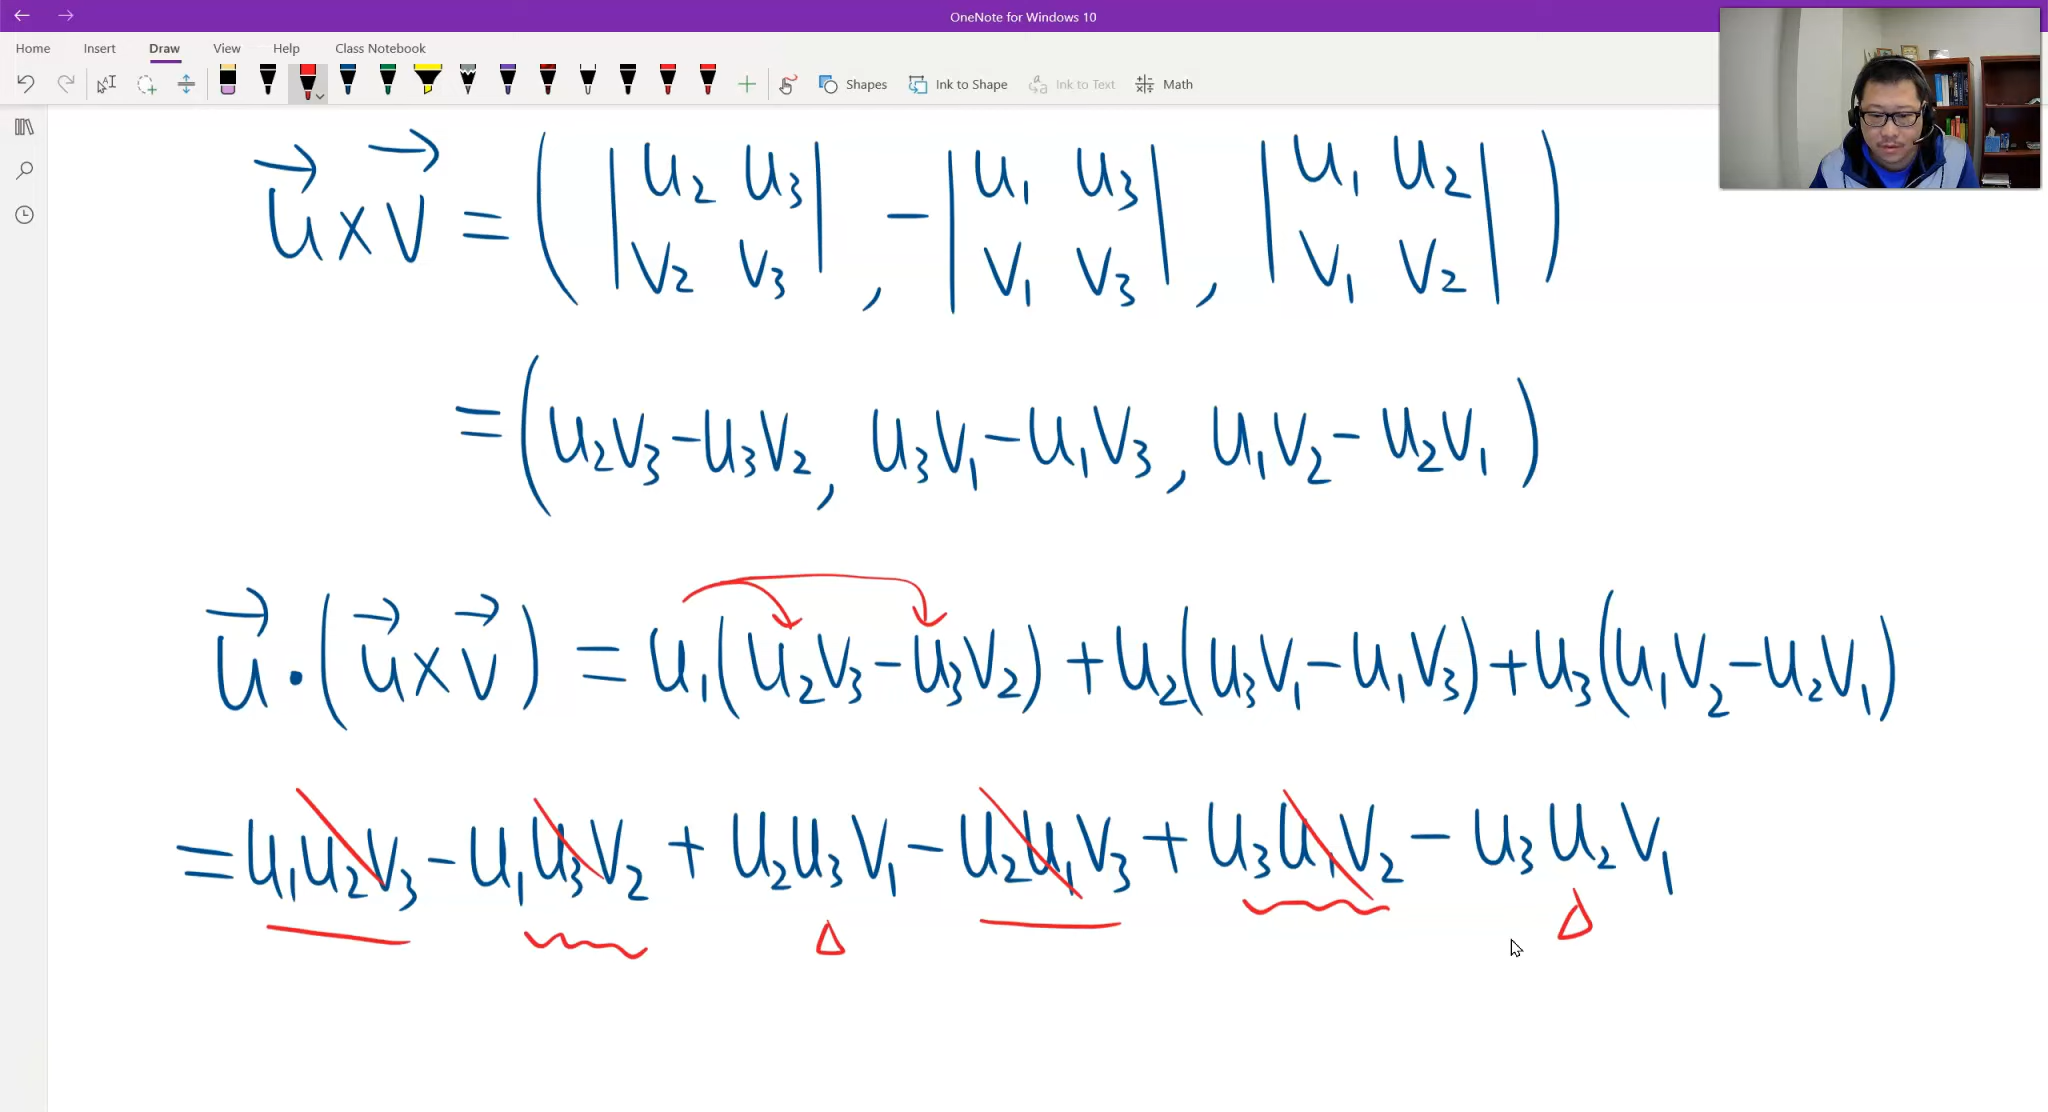 OneNote for Windows 10
Home Insert Draw View Help Class Notebook
Shapes Ink to Shape Ink to Text Math
u⃗ × v⃗ = ( | u₂ u₃ ; v₂ v₃ | , − | u₁ u₃ ; v₁ v₃ | , | u₁ u₂ ; v₁ v₂ | )
= ( u₂v₃ − u₃v₂ , u₃v₁ − u₁v₃ , u₁v₂ − u₂v₁ )
u⃗ • ( u⃗ × v⃗ ) = u₁( u₂v₃ − u₃v₂ ) + u₂( u₃v₁ − u₁v₃ ) + u₃( u₁v₂ − u₂v₁ )
= u₁u₂v₃ − u₁u₃v₂ + u₂u₃v₁ − u₂u₁v₃ + u₃u₁v₂ − u₃u₂v₁